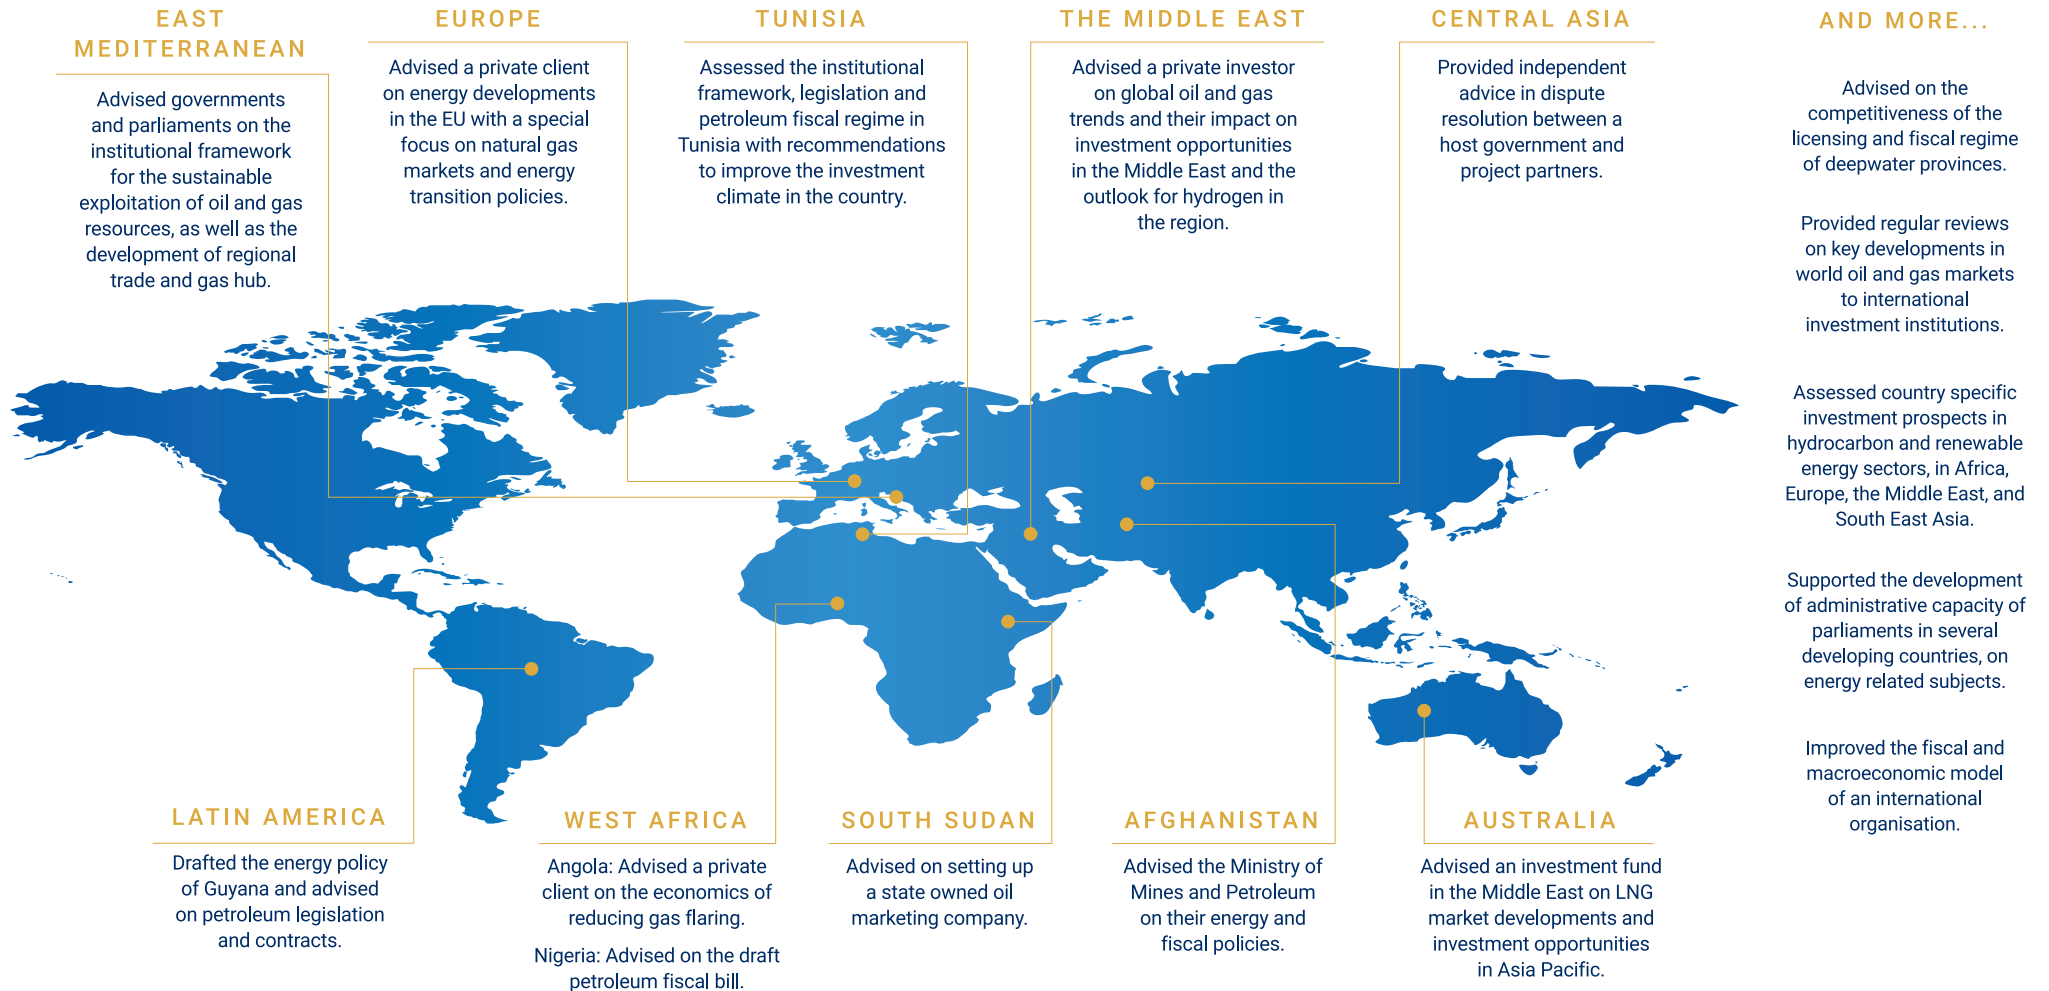 EAST
MEDITERRANEAN
Advised governments
and parliaments on the
institutional framework
for the sustainable
exploitation of oil and gas
resources, as well as the
development of regional
trade and gas hub.
EUROPE
Advised a private client
on energy developments
in the EU with a special
focus on natural gas
markets and energy
transition policies.
TUNISIA
Assessed the institutional
framework, legislation and
petroleum fiscal regime in
Tunisia with recommendations
to improve the investment
climate in the country.
THE MIDDLE EAST
Advised a private investor
on global oil and gas
trends and their impact on
investment opportunities
in the Middle East and the
outlook for hydrogen in
the region.
CENTRAL ASIA
Provided independent
advice in dispute
resolution between a
host government and
project partners.
AND MORE...
Advised on the
competitiveness of the
licensing and fiscal regime
of deepwater provinces.
Provided regular reviews
on key developments in
world oil and gas markets
to international
investment institutions.
Assessed country specific
investment prospects in
hydrocarbon and renewable
energy sectors, in Africa,
Europe, the Middle East, and
South East Asia.
Supported the development
of administrative capacity of
parliaments in several
developing countries, on
energy related subjects.
Improved the fiscal and
macroeconomic model
of an international
organisation.
LATIN AMERICA
Drafted the energy policy
of Guyana and advised
on petroleum legislation
and contracts.
WEST AFRICA
Angola: Advised a private
client on the economics of
reducing gas flaring.
Nigeria: Advised on the draft
petroleum fiscal bill.
SOUTH SUDAN
Advised on setting up
a state owned oil
marketing company.
AFGHANISTAN
Advised the Ministry of
Mines and Petroleum
on their energy and
fiscal policies.
AUSTRALIA
Advised an investment fund
in the Middle East on LNG
market developments and
investment opportunities
in Asia Pacific.